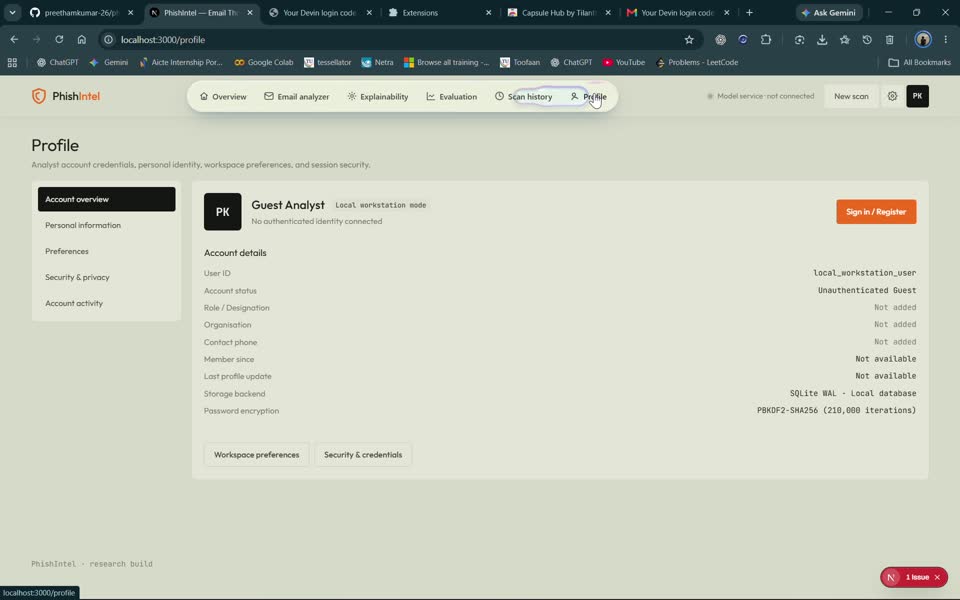 preethamkumar-26/pl
PhishIntel — Email Thr
Your Devin login code
Extensions
Capsule Hub by Tilant
Your Devin login code
Ask Gemini
localhost:3000/profile
ChatGPT
Gemini
Aicte Internship Por...
Google Colab
tessellator
Netra
Browse all training -...
Toofaan
ChatGPT
YouTube
Problems - LeetCode
All Bookmarks
PhishIntel
Overview
Email analyzer
Explainability
Evaluation
Scan history
Profile
Model service · not connected
New scan
PK
Profile
Analyst account credentials, personal identity, workspace preferences, and session security.
Account overview
Personal information
Preferences
Security & privacy
Account activity
PK
Guest Analyst
Local workstation mode
No authenticated identity connected
Sign in / Register
Account details
User ID local_workstation_user
Account status Unauthenticated Guest
Role / Designation Not added
Organisation Not added
Contact phone Not added
Member since Not available
Last profile update Not available
Storage backend SQLite WAL · Local database
Password encryption PBKDF2-SHA256 (210,000 iterations)
Workspace preferences
Security & credentials
PhishIntel · research build
N 1 Issue
localhost:3000/profile